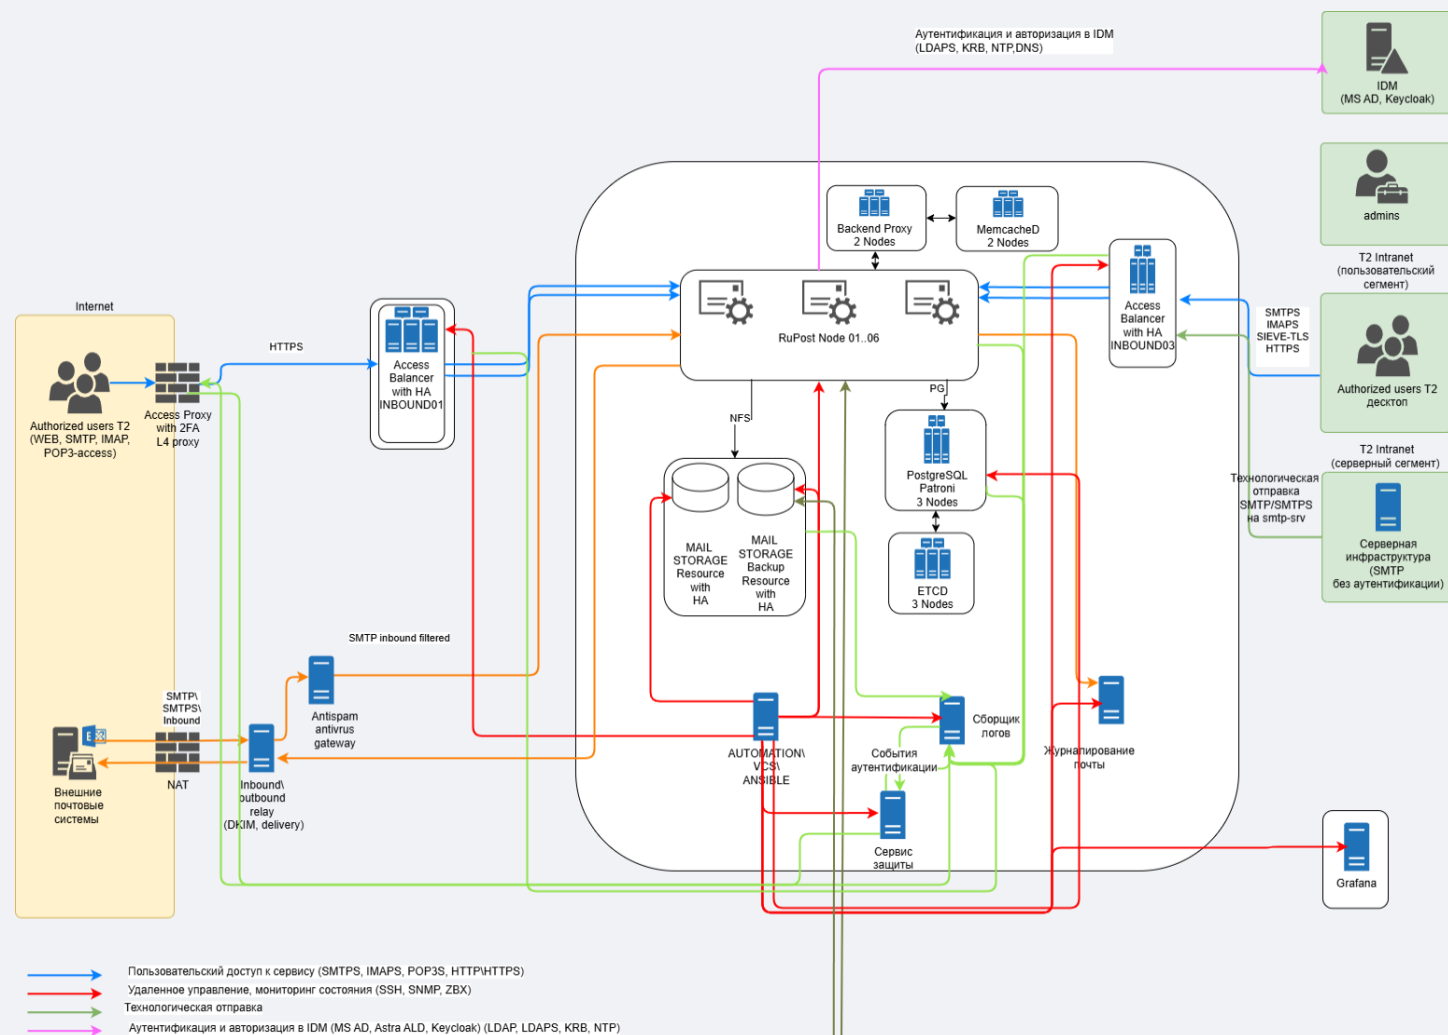 Аутентификация и авторизация в IDM
(LDAPS, KRB, NTP,DNS)
IDM
(MS AD, Keycloak)
admins
T2 Intranet
(пользовательский
сегмент)
Authorized users T2
десктоп
SMTPS
IMAPS
SIEVE-TLS
HTTPS
T2 Intranet
(серверный сегмент)
Технологическая
отправка
SMTP/SMTPS
на smtp-srv
Серверная
инфраструктура
(SMTP
без аутентификации)
Backend Proxy
2 Nodes
MemcacheD
2 Nodes
Access
Balancer
with HA
INBOUND03
RuPost Node 01..06
Internet
Authorized users T2
(WEB, SMTP, IMAP,
POP3-access)
Access Proxy
with 2FA
L4 proxy
HTTPS
Access
Balancer
with HA
INBOUND01
NFS
PG
PostgreSQL
Patroni
3 Nodes
ETCD
3 Nodes
MAIL
STORAGE
Resource
with
HA
MAIL
STORAGE
Backup
Resource
with
HA
SMTP inbound filtered
Antispam
antivrus
gateway
SMTP\
SMTPS\
Inbound
NAT
Внешние
почтовые
системы
Inbound\
outbound
relay
(DKIM, delivery)
AUTOMATION\
VCS\
ANSIBLE
События
аутентификации
Сборщик
логов
Журналирование
почты
Сервис
защиты
Grafana
Пользовательский доступ к сервису (SMTPS, IMAPS, POP3S, HTTP\HTTPS)
Удаленное управление, мониторинг состояния (SSH, SNMP, ZBX)
Технологическая отправка
Аутентификация и авторизация в IDM (MS AD, Astra ALD, Keycloak) (LDAP, LDAPS, KRB, NTP)